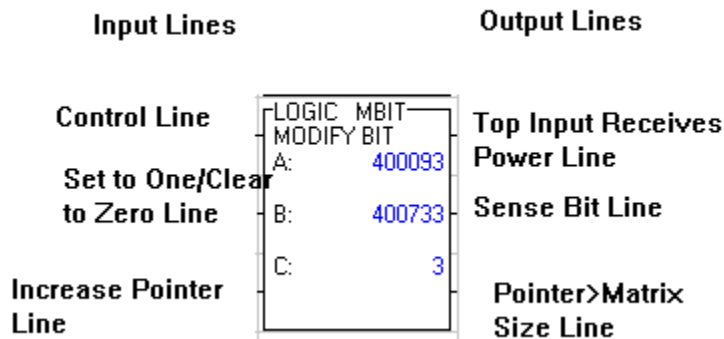 Input Lines
Output Lines
Control Line
LOGIC MBIT
MODIFY BIT
Top Input Receives
Power Line
A: 400093
Set to One/Clear
to Zero Line
B: 400733
Sense Bit Line
C: 3
Increase Pointer
Line
Pointer>Matrix
Size Line